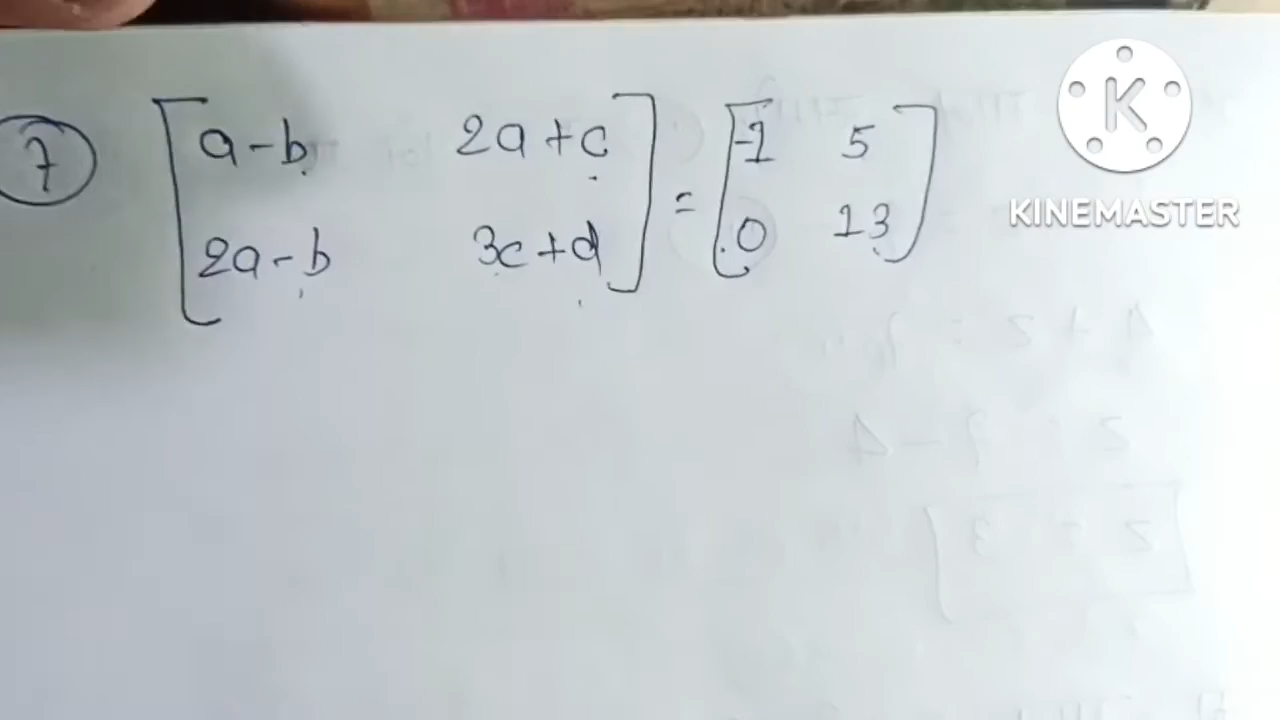 7 [ a-b 2a+c ] = [ -1 5 ]
[ 2a-b 3c+d ] [ 0 13 ]
K
KINEMASTER